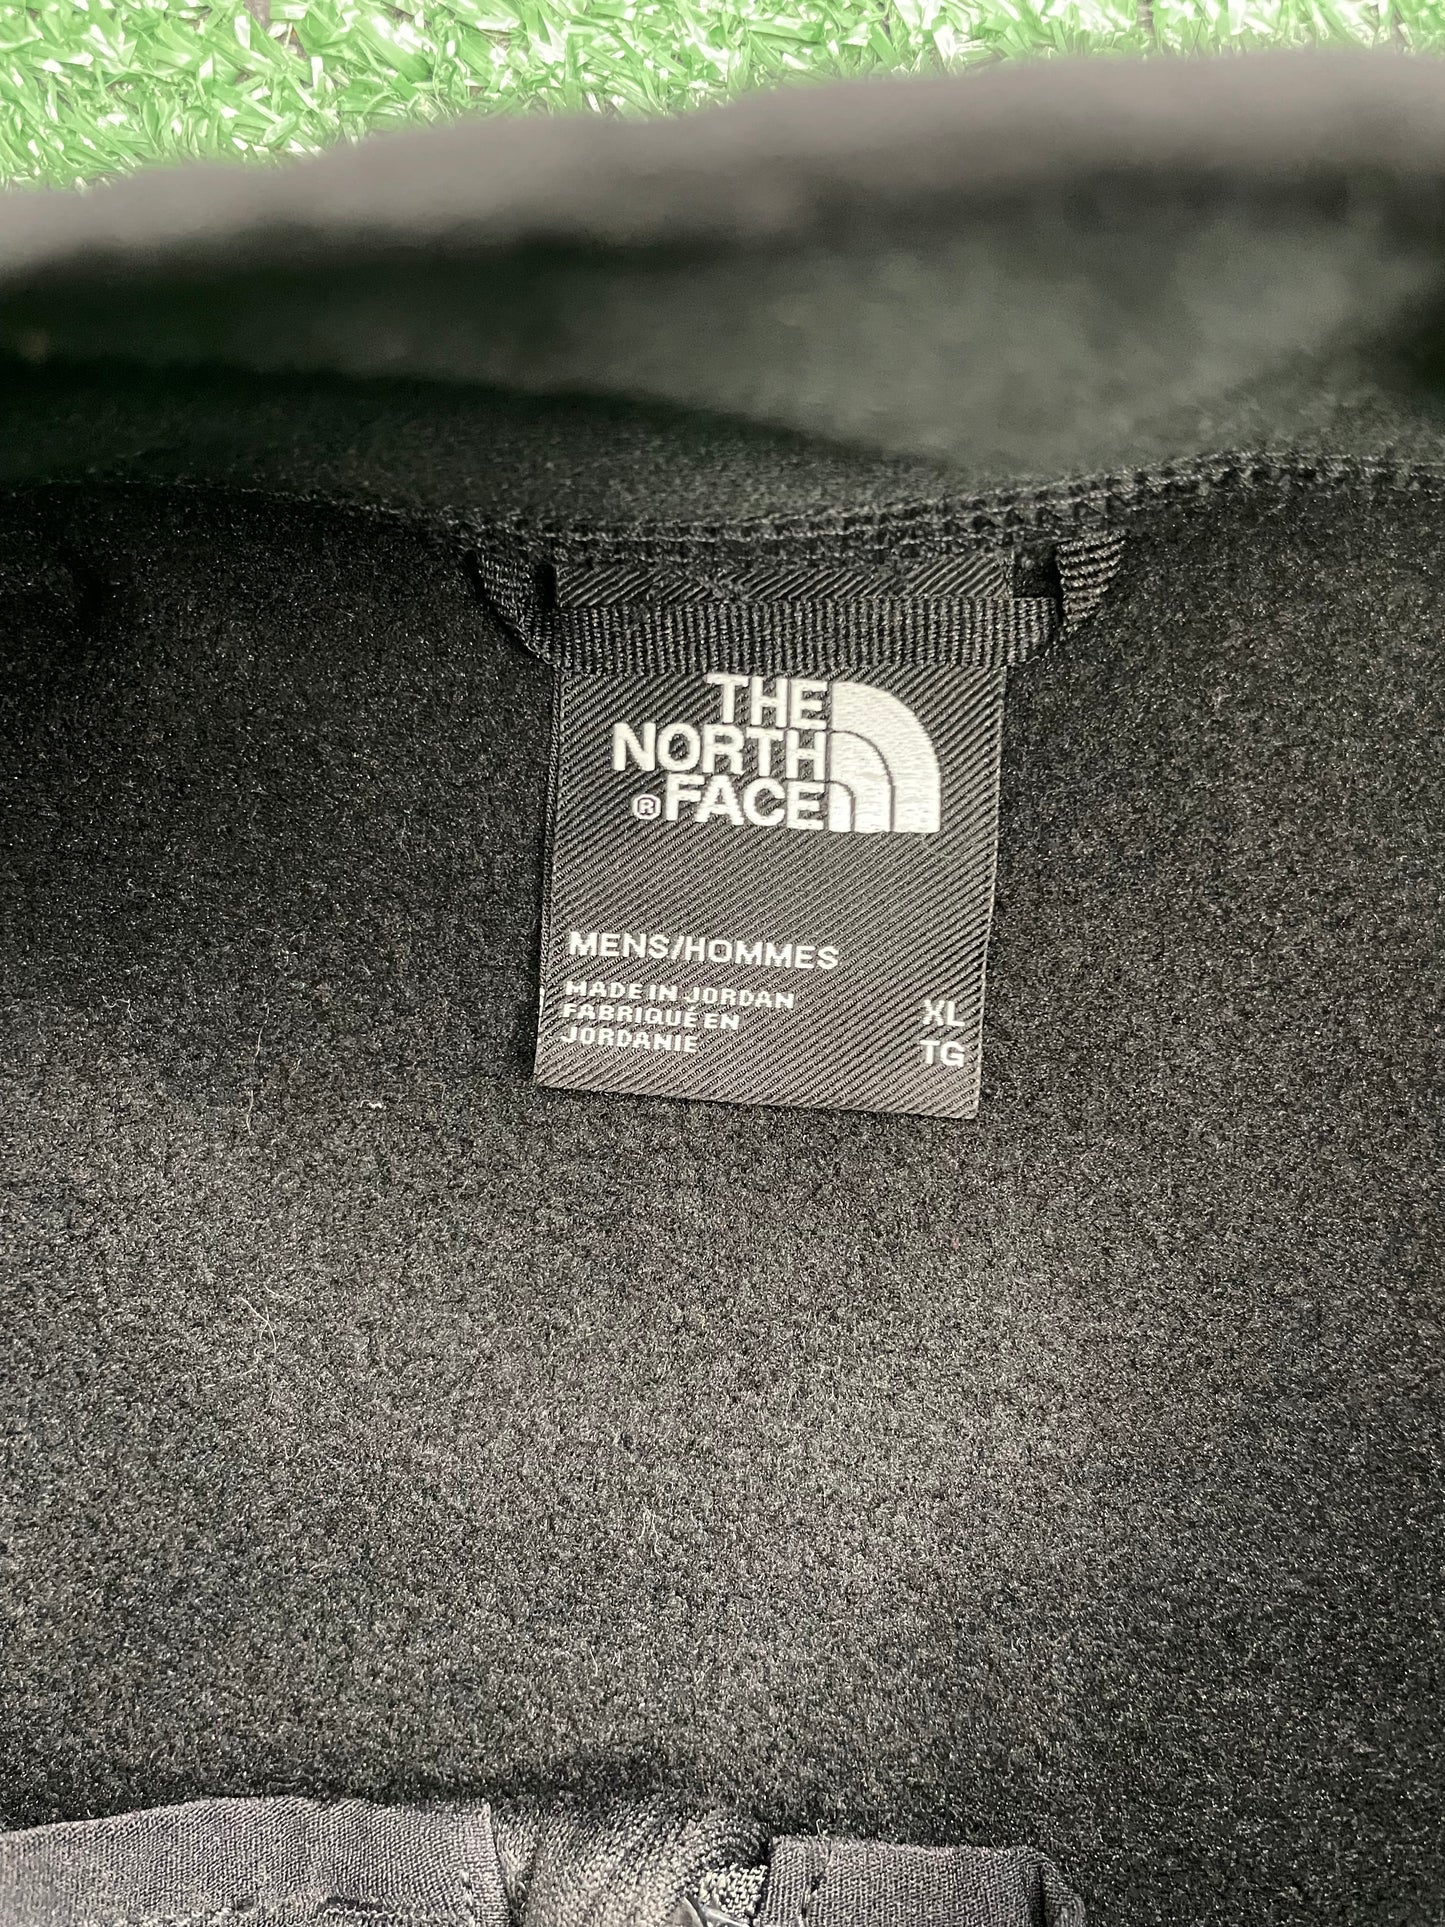 THE
NORTH
®FACE
MENS/HOMMES
MADE IN JORDAN
FABRIQUÉ EN
JORDANIE
XL
TG